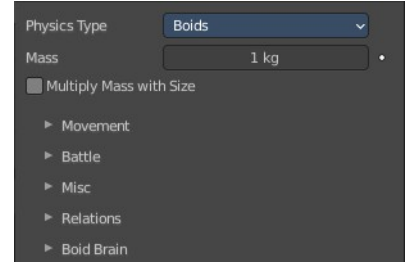 Physics Type Boids
Mass 1 kg
Multiply Mass with Size
Movement
Battle
Misc
Relations
Boid Brain